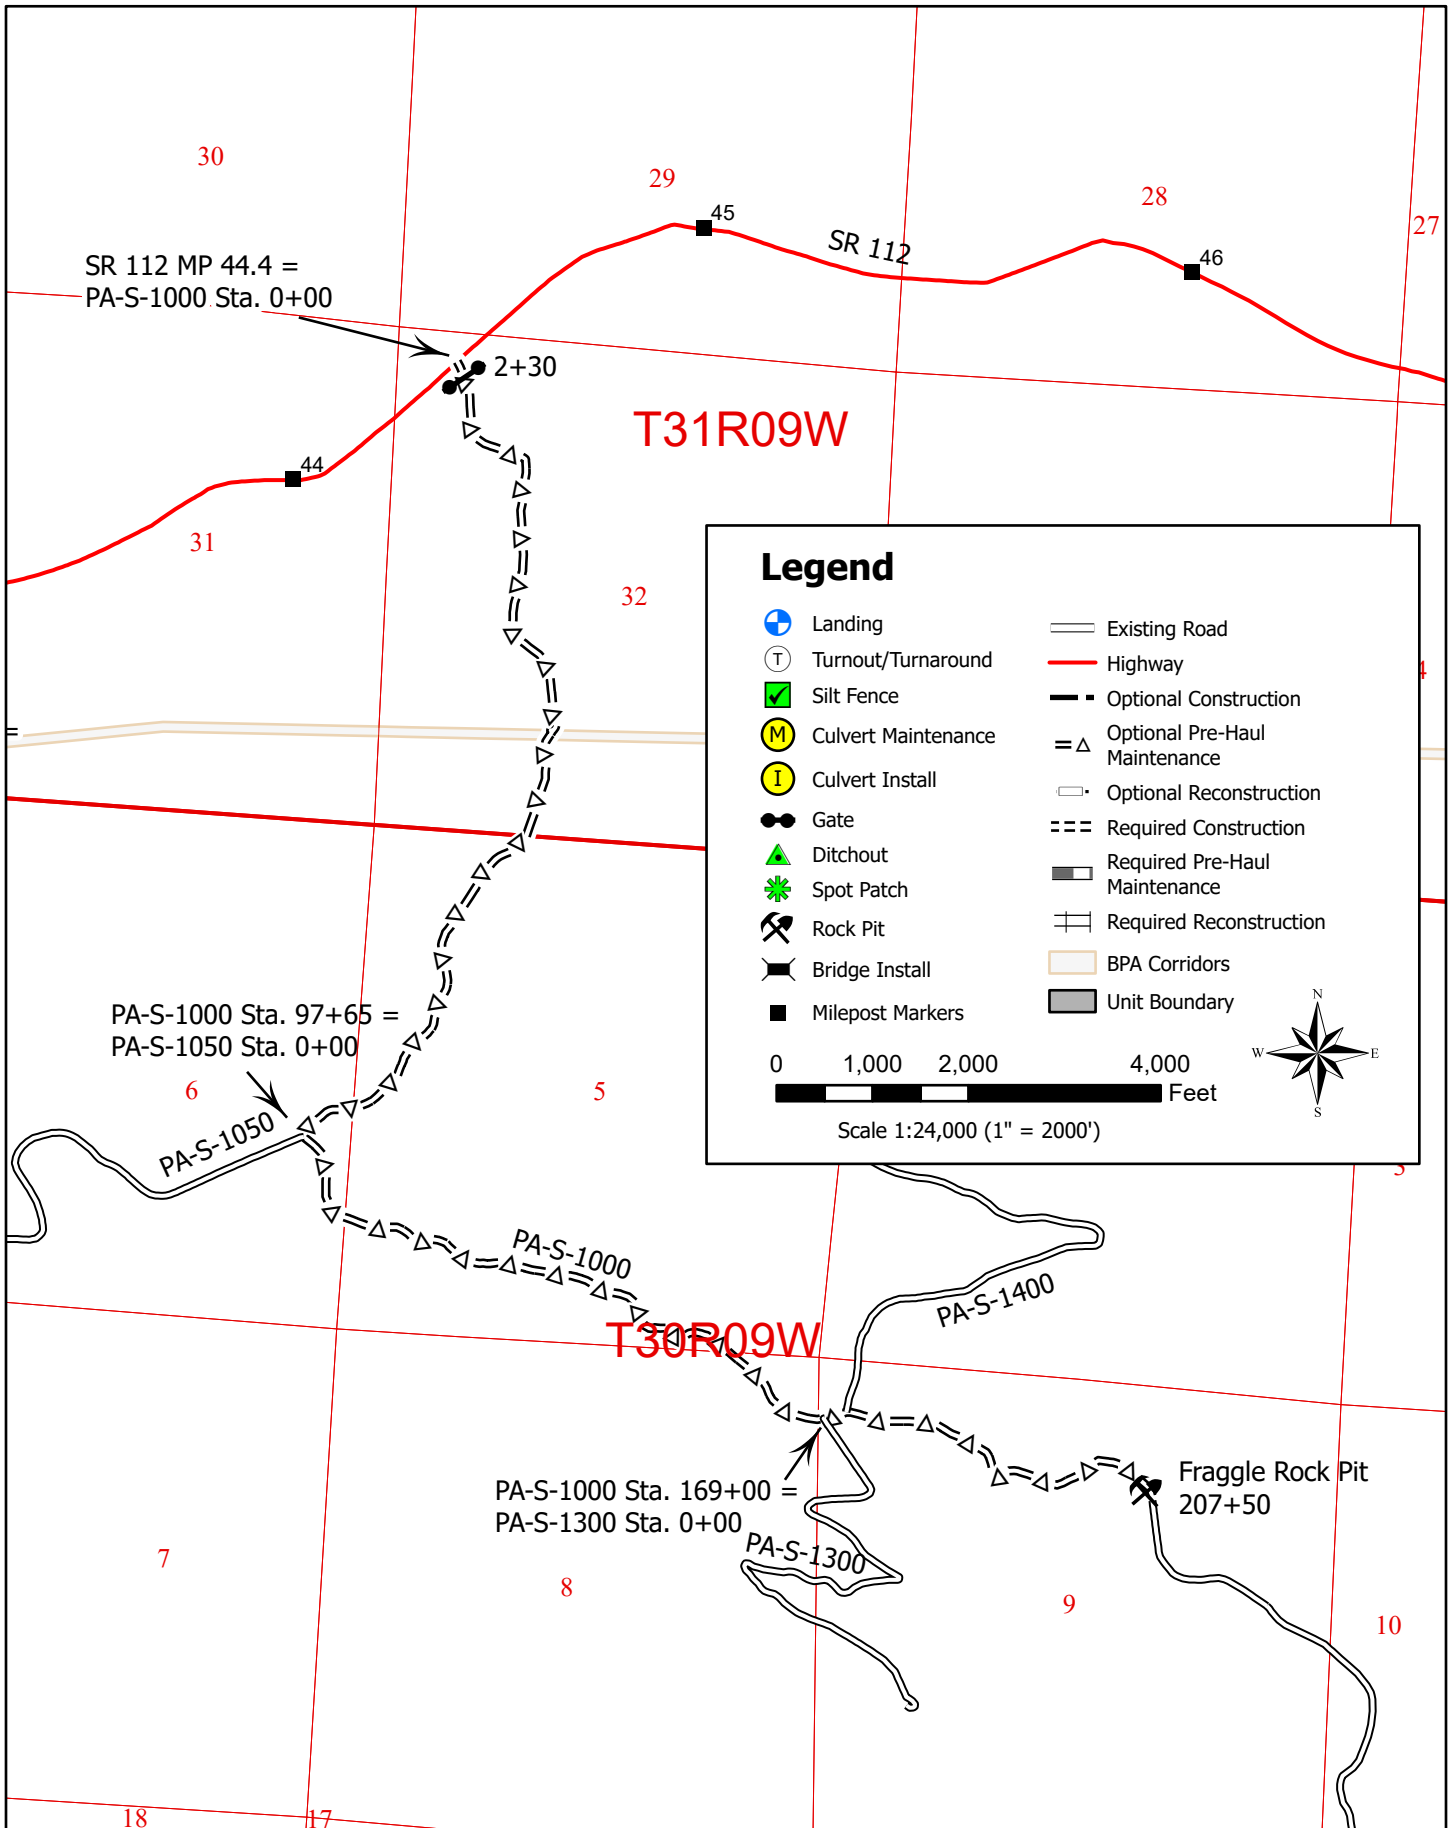 30
29
28
27
45
46
SR 112
SR 112 MP 44.4 =
PA-S-1000 Sta. 0+00
2+30
T31R09W
44
31
32
=
Legend
Landing
Turnout/Turnaround
Silt Fence
Culvert Maintenance
Culvert Install
Gate
Ditchout
Spot Patch
Rock Pit
Bridge Install
Milepost Markers
T
M
I
Existing Road
Highway
Optional Construction
Optional Pre-Haul
Maintenance
Optional Reconstruction
Required Construction
Required Pre-Haul
Maintenance
Required Reconstruction
BPA Corridors
Unit Boundary
N
W E
S
0 1,000 2,000 4,000
Feet
Scale 1:24,000 (1" = 2000')
PA-S-1000 Sta. 97+65 =
PA-S-1050 Sta. 0+00
6
5
PA-S-1050
PA-S-1000
PA-S-1400
T30R09W
PA-S-1000 Sta. 169+00 =
PA-S-1300 Sta. 0+00
PA-S-1300
Fraggle Rock Pit
207+50
7
8
9
10
18
17